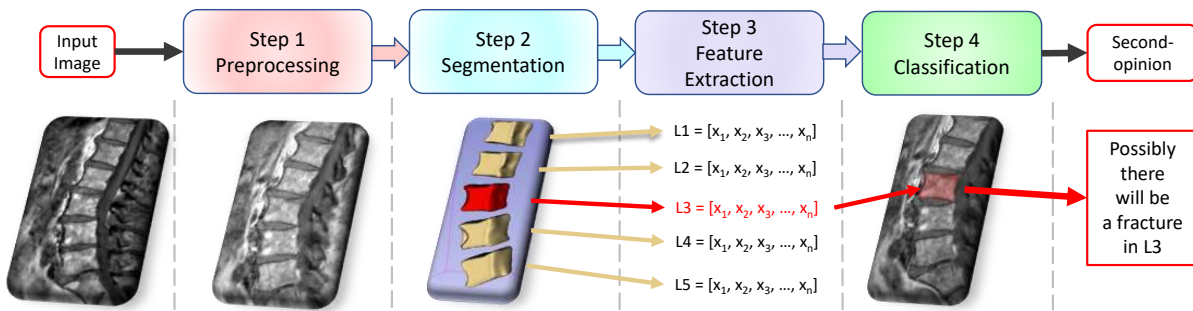 Input
Image
Step 1
Preprocessing
Step 2
Segmentation
Step 3
Feature
Extraction
Step 4
Classification
Second-
opinion
L1 = [x₁, x₂, x₃, ..., xₙ]
L2 = [x₁, x₂, x₃, ..., xₙ]
L3 = [x₁, x₂, x₃, ..., xₙ]
L4 = [x₁, x₂, x₃, ..., xₙ]
L5 = [x₁, x₂, x₃, ..., xₙ]
Possibly
there
will be
a fracture
in L3